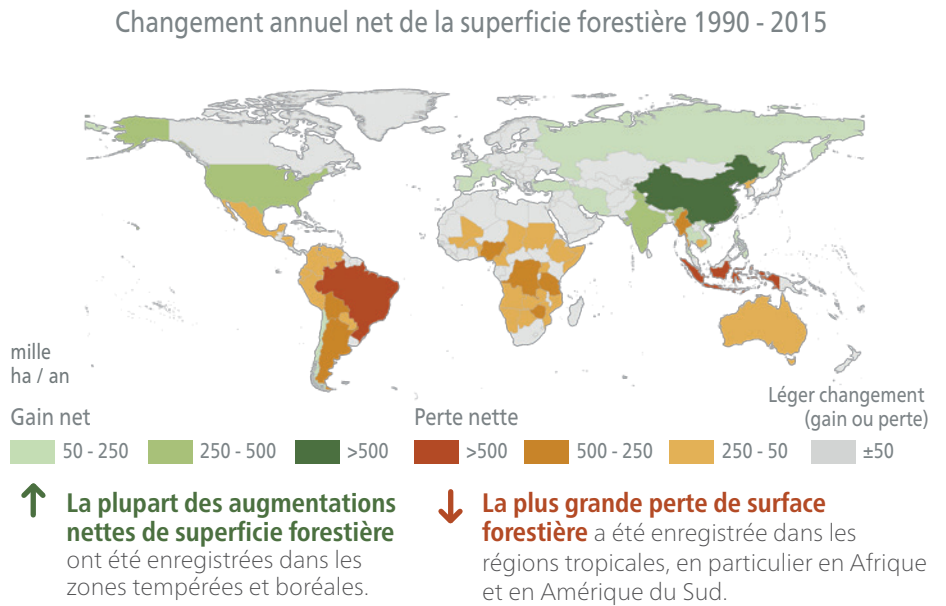 Changement annuel net de la superficie forestière 1990 - 2015
mille
ha / an
Gain net
50 - 250
250 - 500
>500
Perte nette
>500
500 - 250
250 - 50
Léger changement
(gain ou perte)
±50
La plupart des augmentations
nettes de superficie forestière
ont été enregistrées dans les
zones tempérées et boréales.
La plus grande perte de surface
forestière a été enregistrée dans les
régions tropicales, en particulier en Afrique
et en Amérique du Sud.